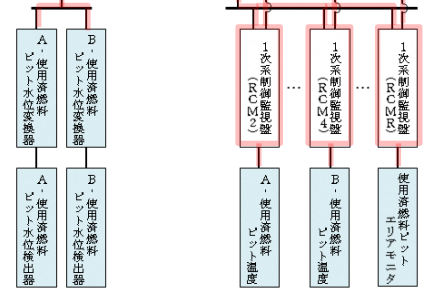 A-使用済燃料
ピット水位変換器
B-使用済燃料
ピット水位変換器
1次系制御監視盤
(RCM2)
…
1次系制御監視盤
(RCM4)
…
1次系制御監視盤
(RCMR)
A-使用済燃料
ピット水位検出器
B-使用済燃料
ピット水位検出器
A-使用済燃料
ピット温度
B-使用済燃料
ピット温度
使用済燃料ピット
エリアモニタ